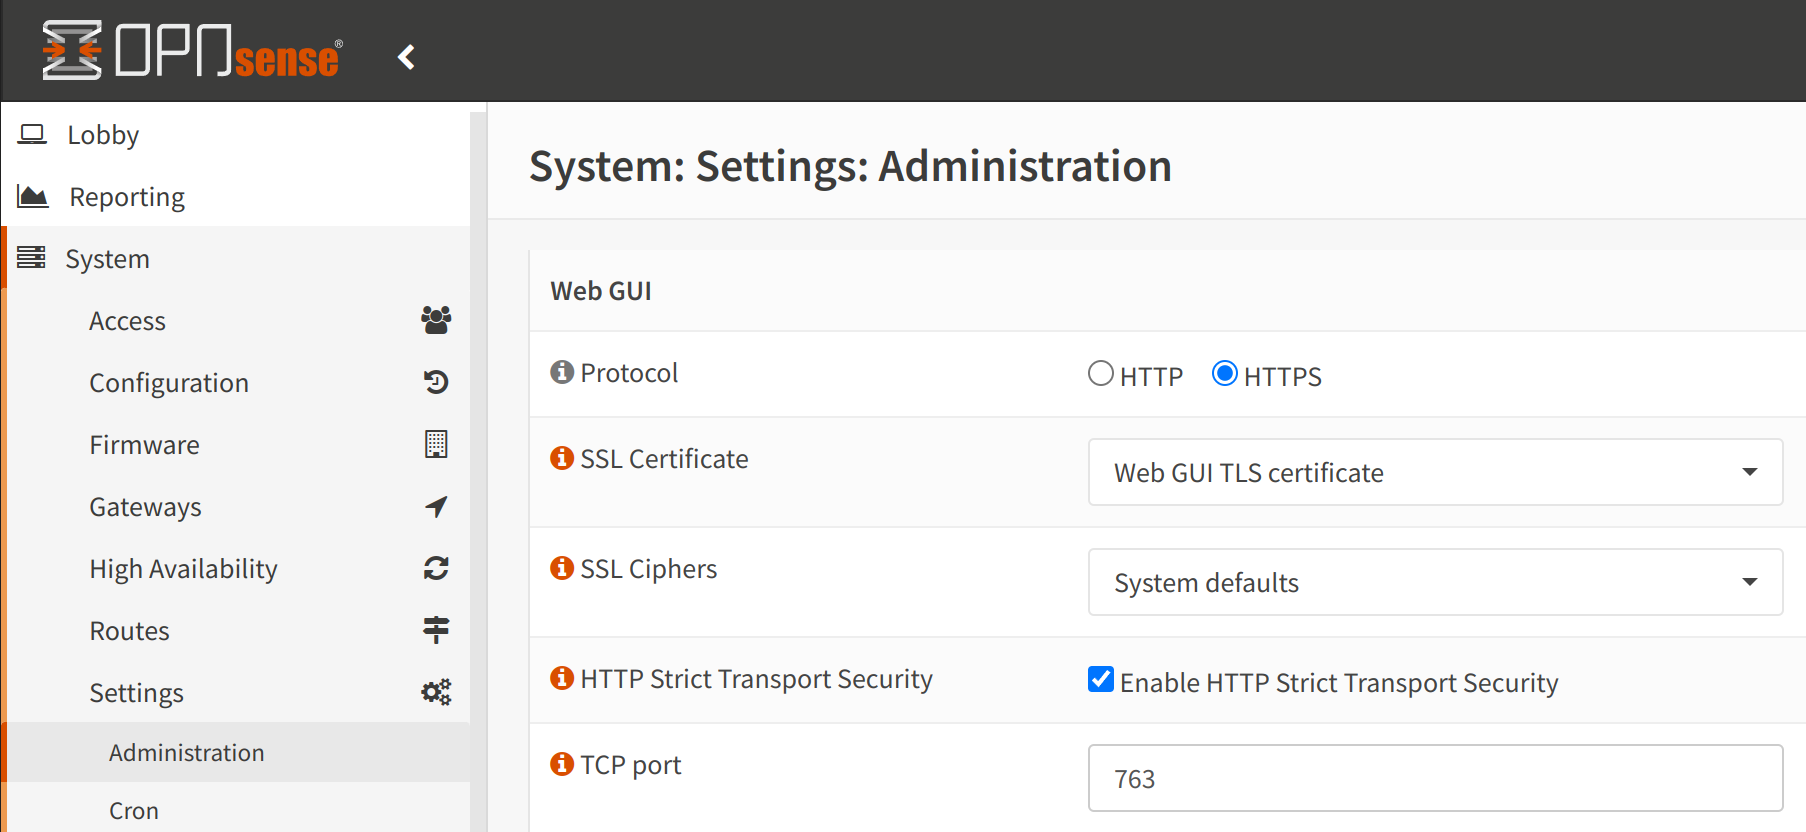 OPNsense®
Lobby
Reporting
System
Access
Configuration
Firmware
Gateways
High Availability
Routes
Settings
Administration
Cron
System: Settings: Administration
Web GUI
Protocol
HTTP HTTPS
SSL Certificate
Web GUI TLS certificate
SSL Ciphers
System defaults
HTTP Strict Transport Security
Enable HTTP Strict Transport Security
TCP port
763